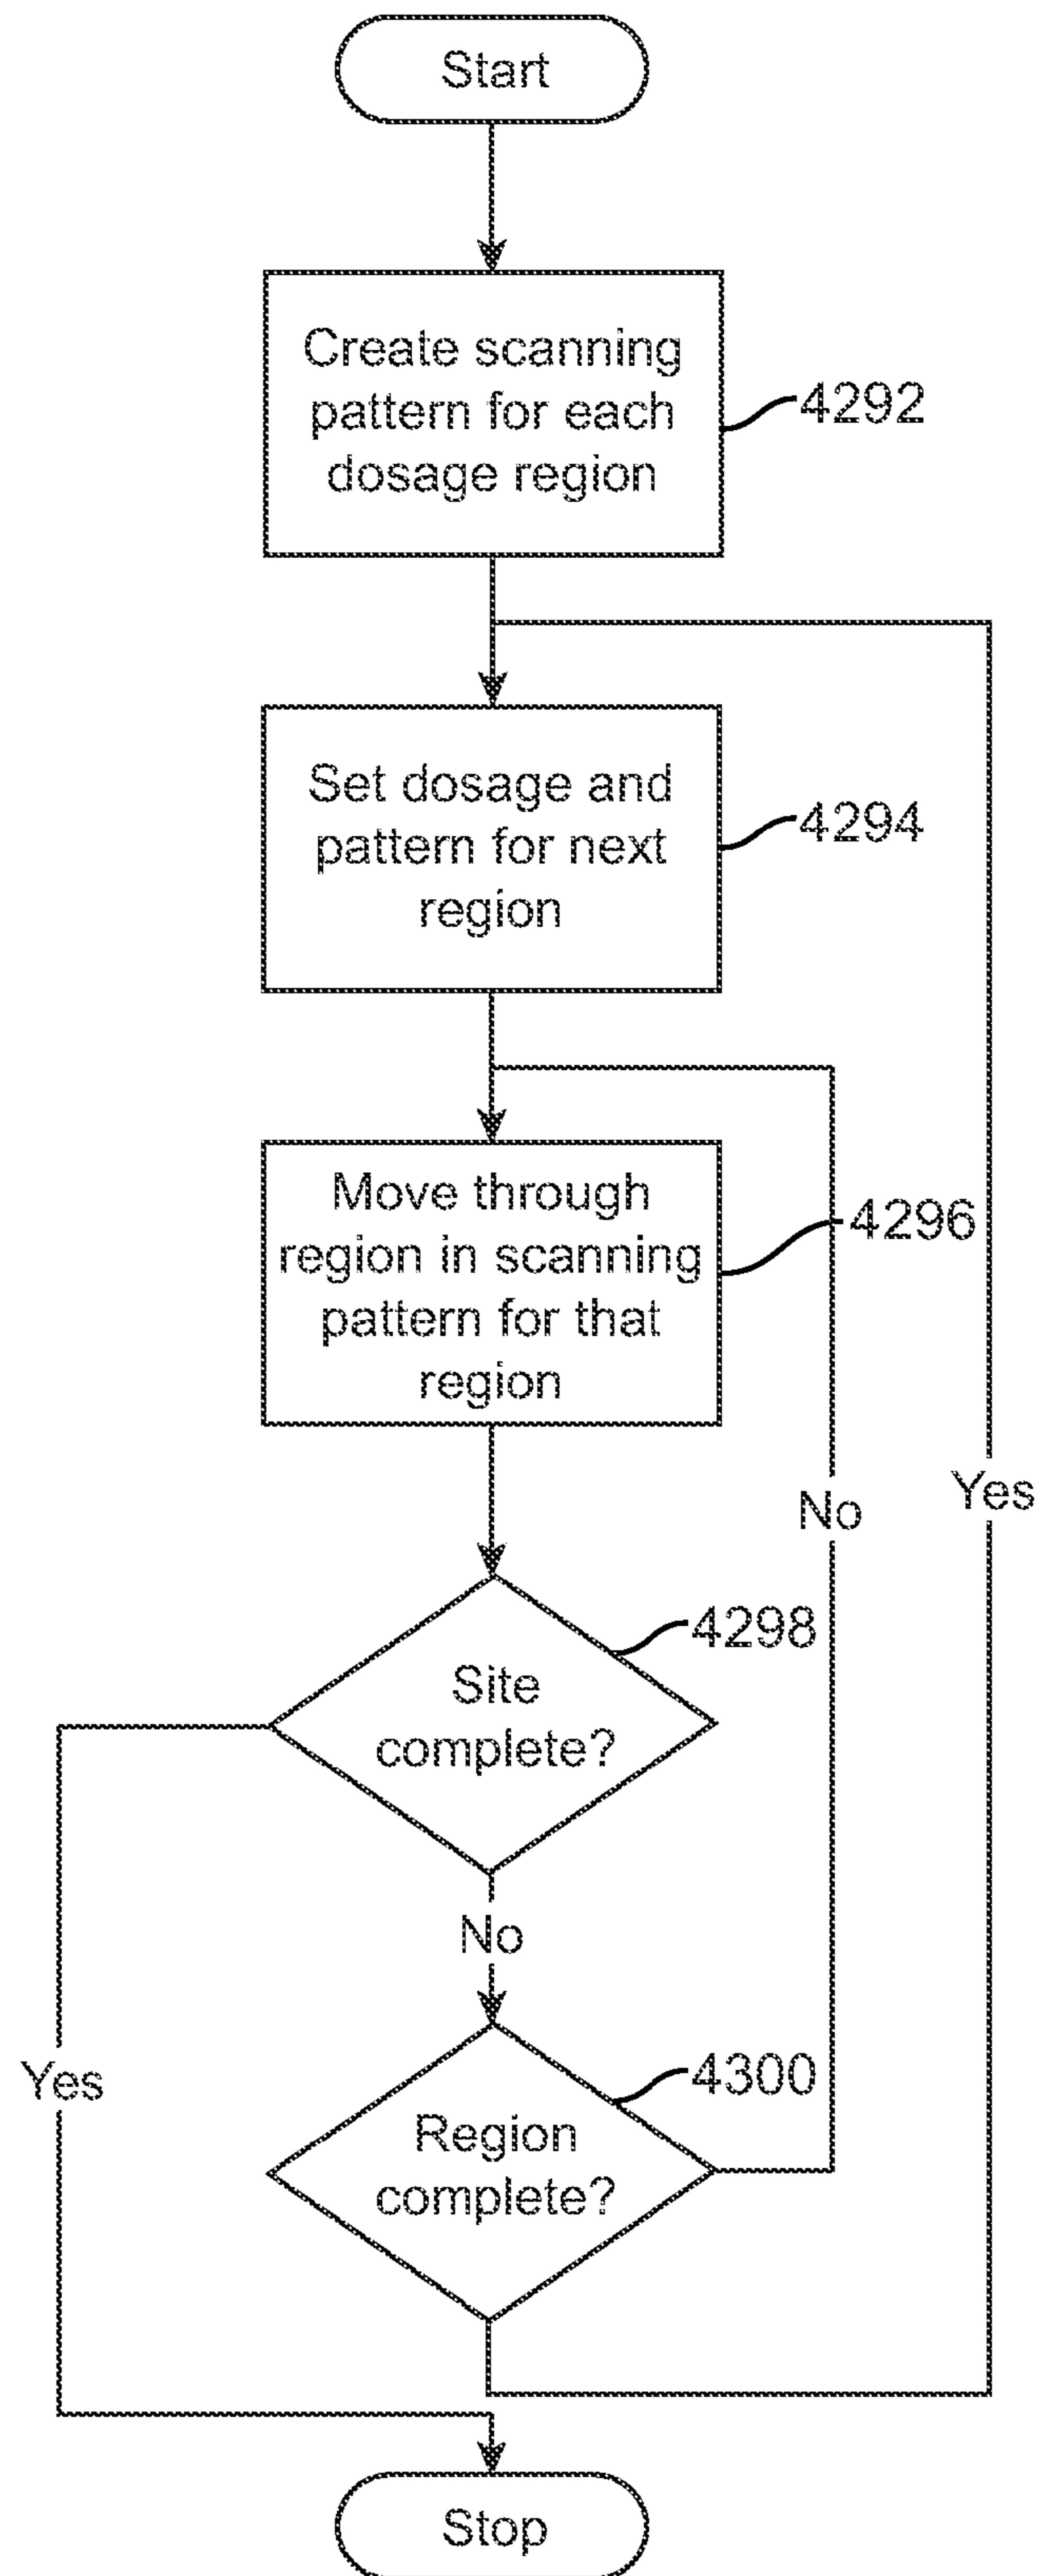 Start
Create scanning
pattern for each
dosage region
4292
Set dosage and
pattern for next
region
4294
Move through
region in scanning
pattern for that
region
4296
No
Yes
Site
complete?
4298
No
Yes
Region
complete?
4300
Stop